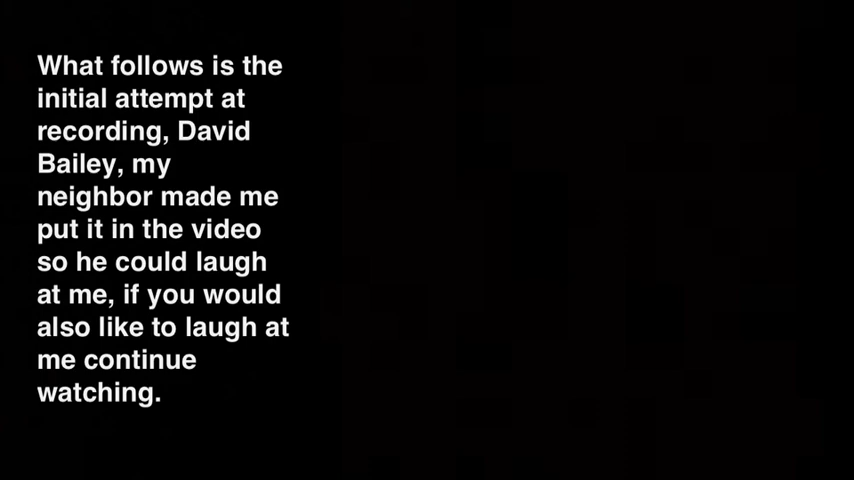 What follows is the
initial attempt at
recording, David
Bailey, my
neighbor made me
put it in the video
so he could laugh
at me, if you would
also like to laugh at
me continue
watching.